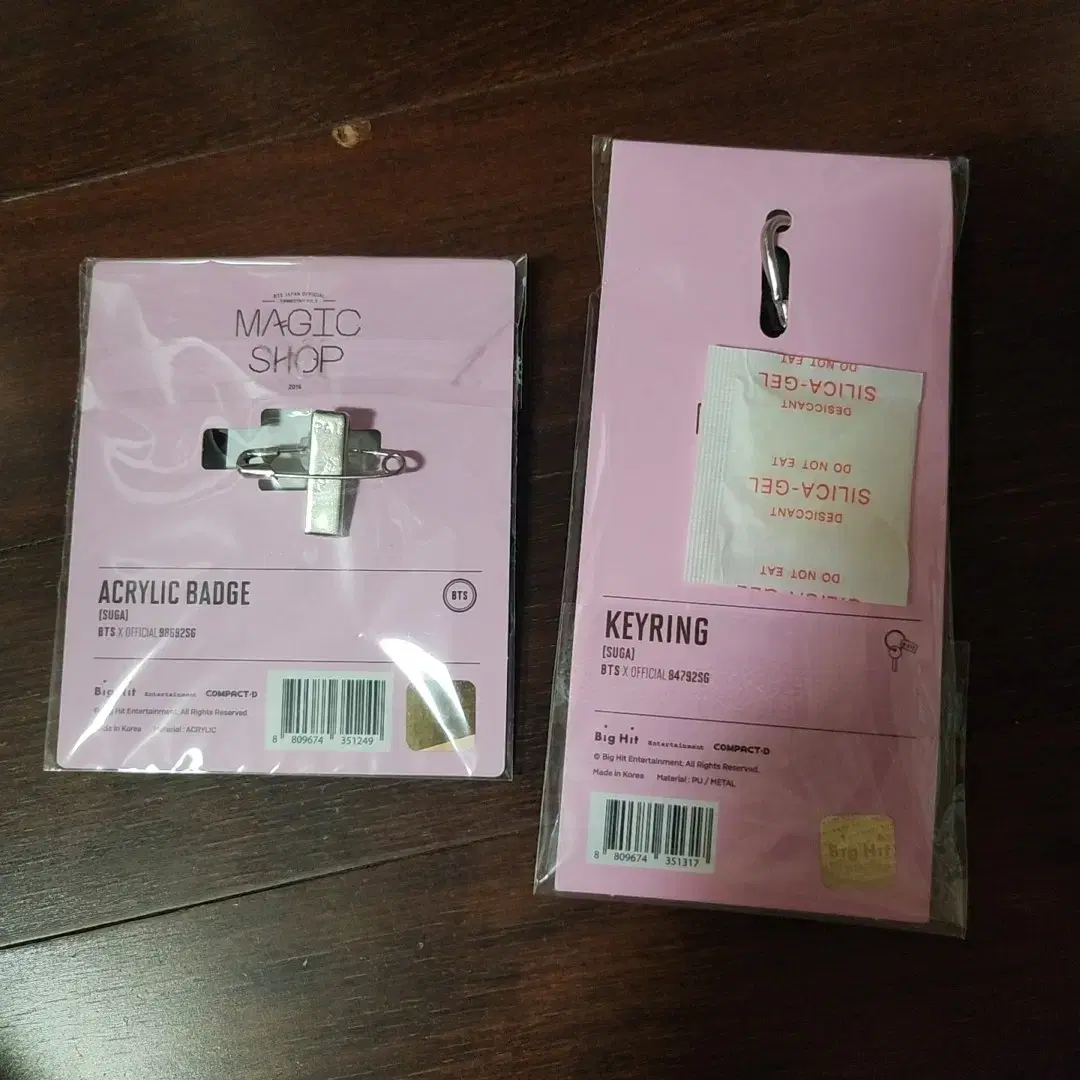 BTS JAPAN OFFICIAL
MAGIC
SHOP
ACRYLIC BADGE
[SUGA]
BTS X OFFICIAL
BTS
Big Hit Entertainment COMPACT·D
© Big Hit Entertainment. All Rights Reserved.
Made in Korea Material : ACRYLIC
8 809674 351249
DO NOT EAT
SILICA-GEL
DESICCANT
DO NOT EAT
SILICA-GEL
DESICCANT
DO NOT EAT
KEYRING
[SUGA]
BTS X OFFICIAL 84792SG
Big Hit Entertainment COMPACT·D
© Big Hit Entertainment. All Rights Reserved.
Made in Korea Material : PU / METAL
8 809674 351317
Big Hit